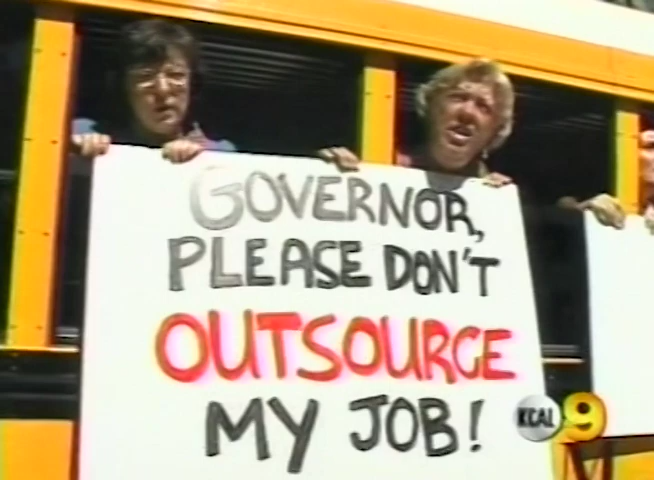 GOVERNOR,
PLEASE DON'T
OUTSOURCE
MY JOB!
KCAL 9